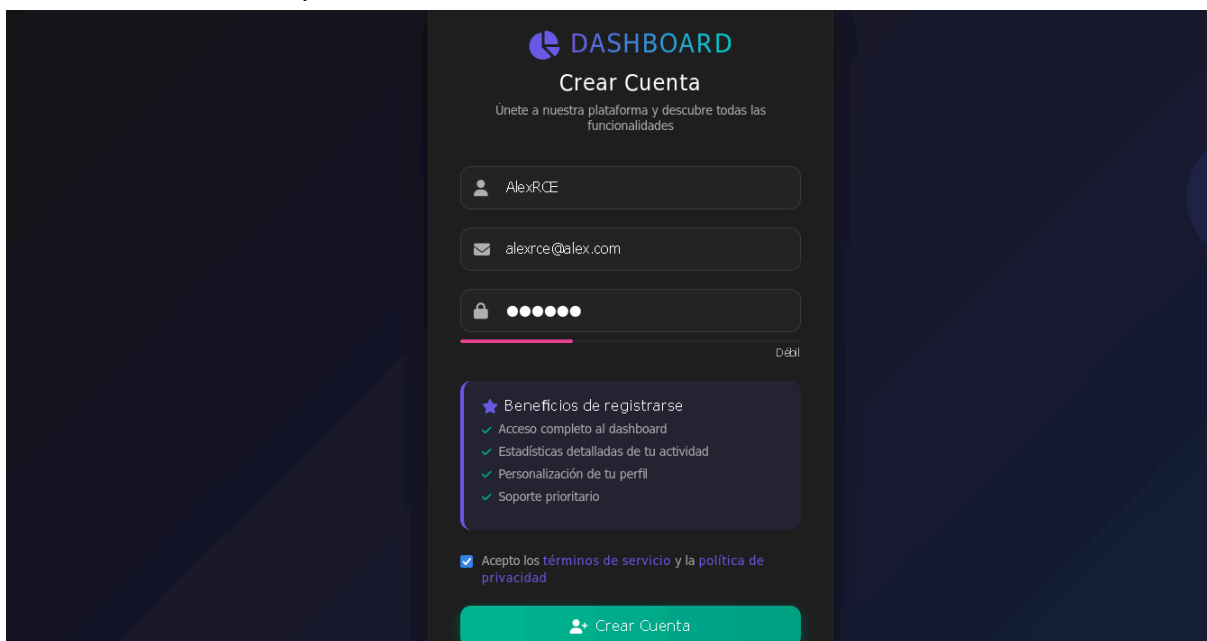 DASHBOARD
Crear Cuenta
Únete a nuestra plataforma y descubre todas las
funcionalidades
AlexRCE
alexrce@alex.com
●●●●●●
Débil
Beneficios de registrarse
Acceso completo al dashboard
Estadísticas detalladas de tu actividad
Personalización de tu perfil
Soporte prioritario
Acepto los términos de servicio y la política de
privacidad
Crear Cuenta